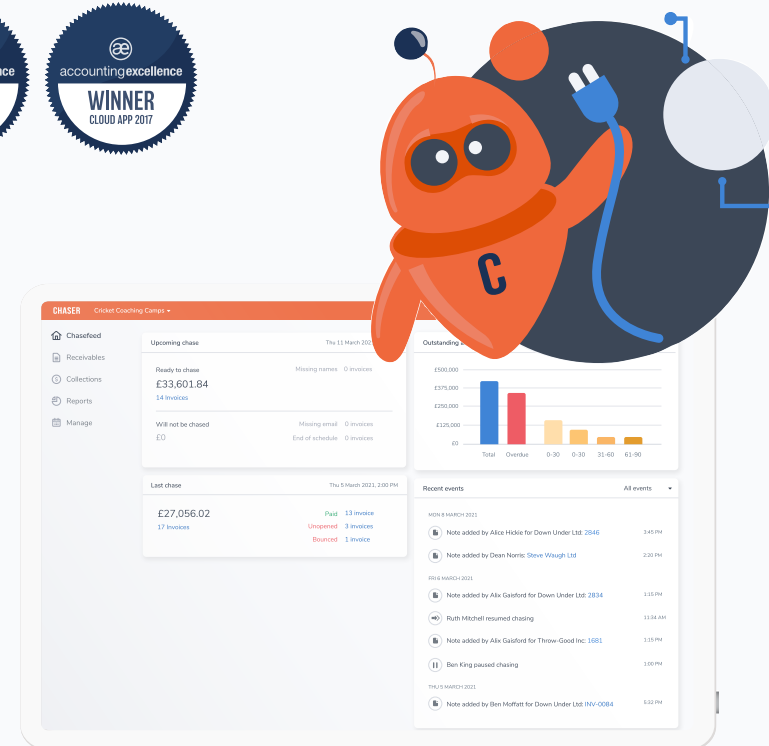 nce
æ
accountingexcellence
WINNER
CLOUD APP 2017
C
CHASER Cricket Coaching Camps
Chasefeed
Receivables
Collections
Reports
Manage
Upcoming chase Thu 11 March 202
Ready to chase Missing names 0 invoices
£33,601.84
14 Invoices
Will not be chased Missing email 0 invoices
£0 End of schedule 0 invoices
Last chase Thu 5 March 2021, 2:00 PM
£27,056.02 Paid 13 invoice
17 Invoices Unopened 3 invoices
Bounced 1 invoice
Outstanding
£500,000
£375,000
£250,000
£125,000
£0
Total Overdue 0-30 0-30 31-60 61-90
Recent events All events
MON 8 MARCH 2021
Note added by Alice Hickie for Down Under Ltd: 2846 3:45 PM
Note added by Dean Norris: Steve Waugh Ltd 2:20 PM
FRI 6 MARCH 2021
Note added by Alix Gaisford for Down Under Ltd: 2834 1:15 PM
Ruth Mitchell resumed chasing 11:34 AM
Note added by Alix Gaisford for Throw-Good Inc: 1681 1:15 PM
Ben King paused chasing 1:00 PM
THU 5 MARCH 2021
Note added by Ben Moffatt for Down Under Ltd: INV-0084 5:32 PM